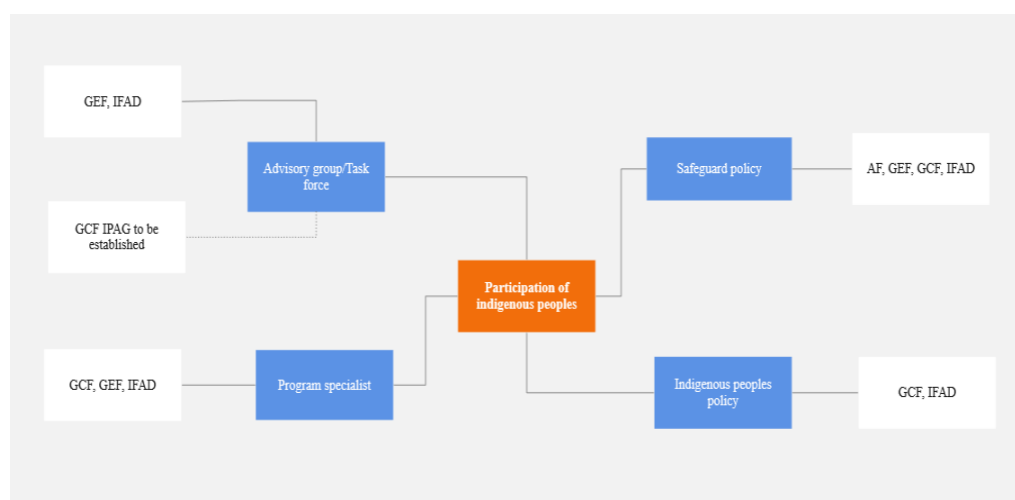 GEF, IFAD
Advisory group/Task
force
GCF IPAG to be
established
Safeguard policy
AF, GEF, GCF, IFAD
Participation of
indigenous peoples
GCF, GEF, IFAD
Program specialist
Indigenous peoples
policy
GCF, IFAD